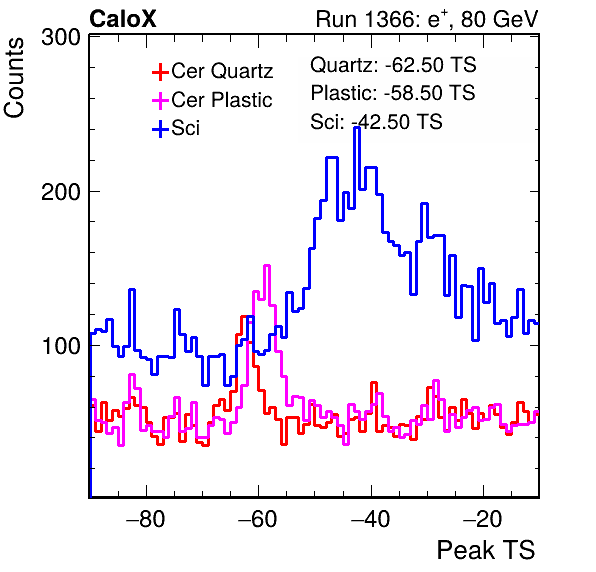 CaloX Run 1366: e⁺, 80 GeV
Counts
Cer Quartz
Cer Plastic
Sci
Quartz: -62.50 TS
Plastic: -58.50 TS
Sci: -42.50 TS
300
200
100
−80 −60 −40 −20
Peak TS